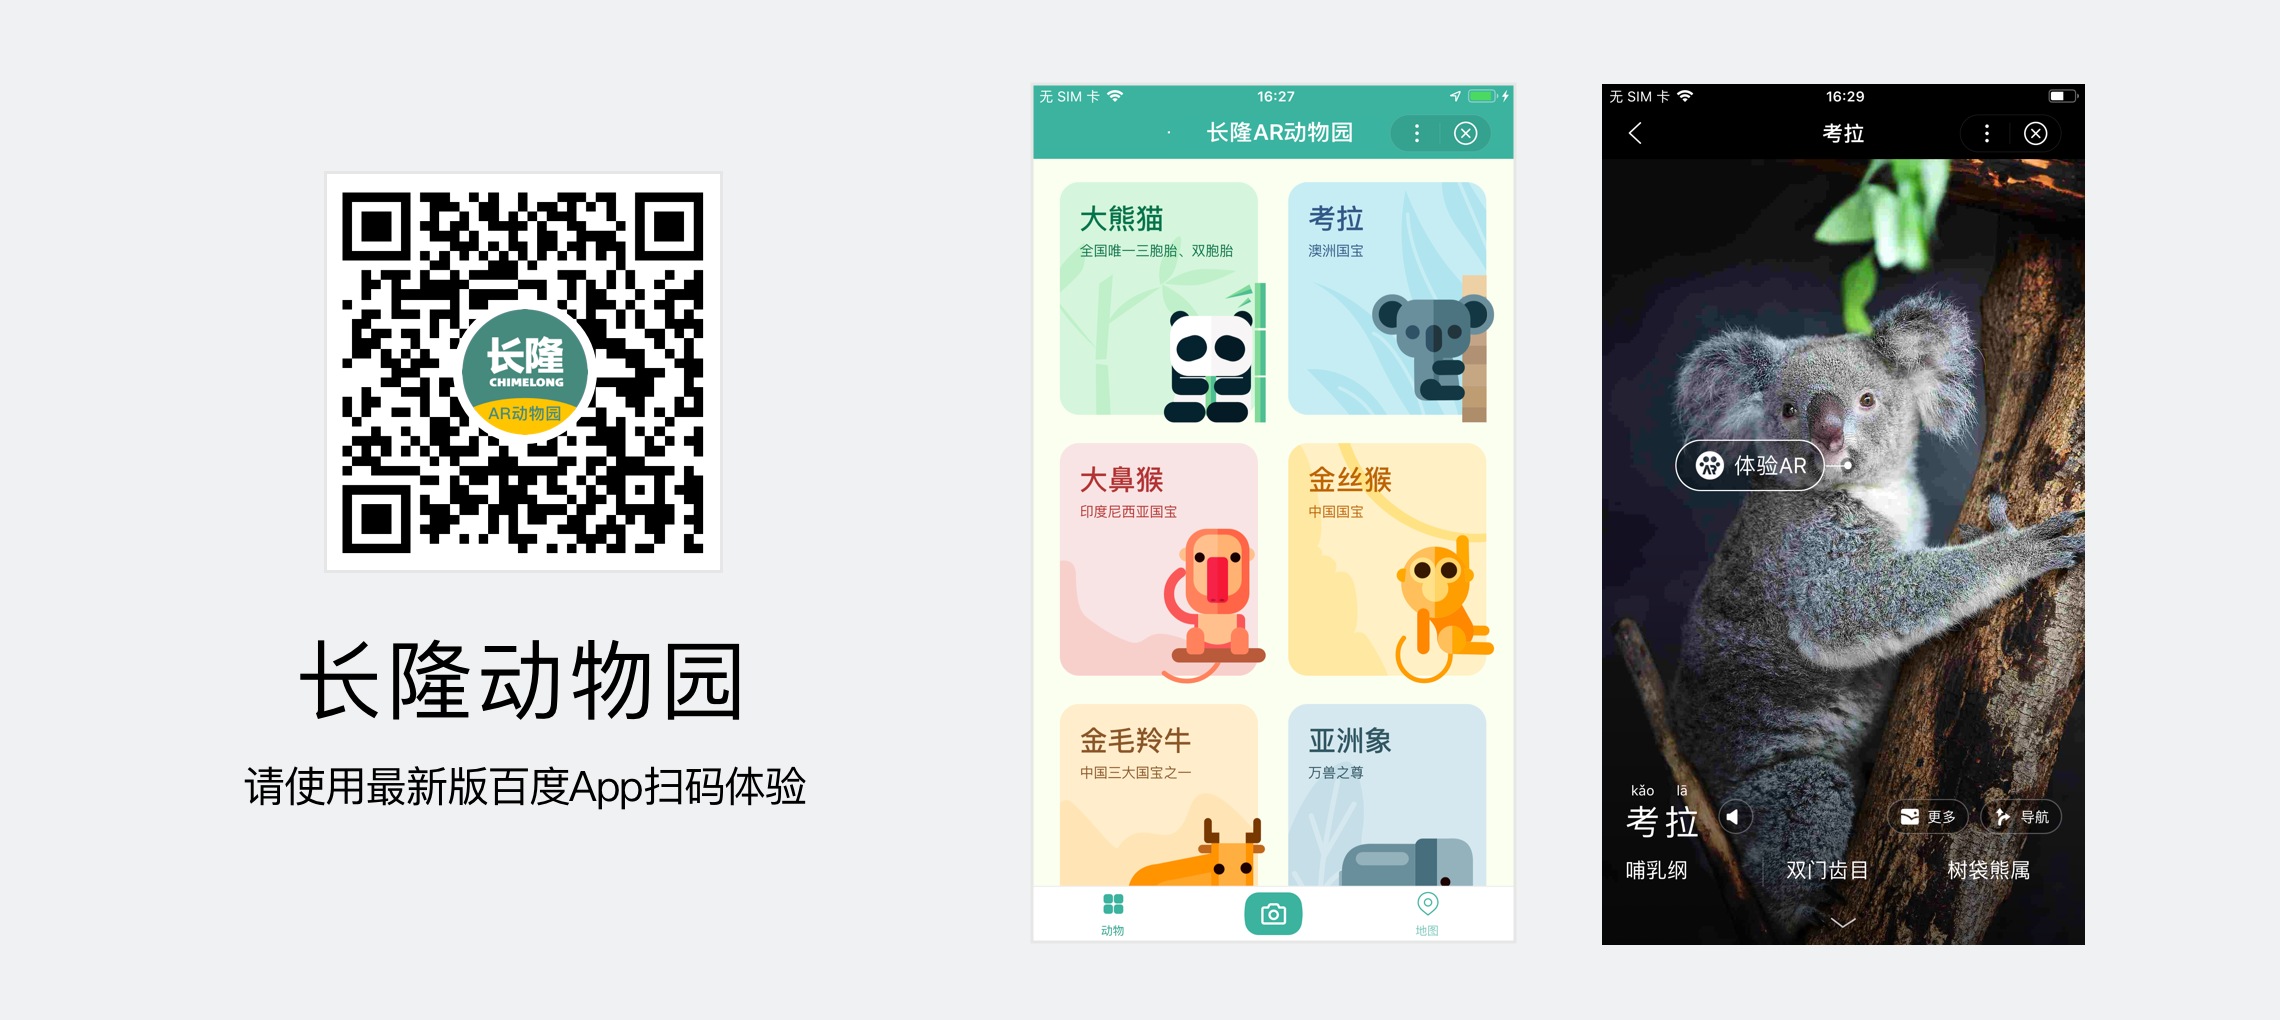 长隆
CHIMELONG
AR动物园
长隆动物园
请使用最新版百度App扫码体验
无 SIM 卡
16:27
长隆AR动物园
大熊猫
全国唯一三胞胎、双胞胎
考拉
澳洲国宝
大鼻猴
印度尼西亚国宝
金丝猴
中国国宝
金毛羚牛
中国三大国宝之一
亚洲象
万兽之尊
动物
地图
无 SIM 卡
16:29
考拉
体验AR
kǎo lā
考拉
更多
导航
哺乳纲
双门齿目
树袋熊属